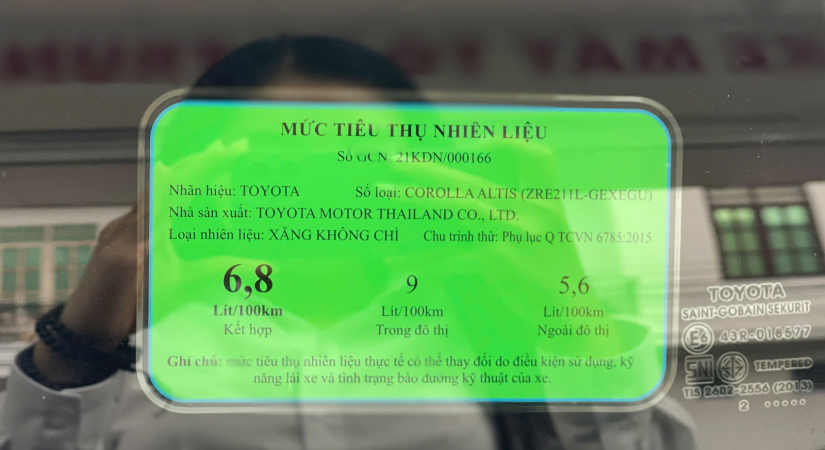 MỨC TIÊU THỤ NHIÊN LIỆU
Số GCN: 21KDN/000166
Nhãn hiệu: TOYOTA Số loại: COROLLA ALTIS (ZRE211L-GEXEGU)
Nhà sản xuất: TOYOTA MOTOR THAILAND CO., LTD.
Loại nhiên liệu: XĂNG KHÔNG CHÌ Chu trình thử: Phụ lục Q TCVN 6785:2015
6,8 9 5,6
Lít/100km Lít/100km Lít/100km
Kết hợp Trong đô thị Ngoài đô thị
Ghi chú: mức tiêu thụ nhiên liệu thực tế có thể thay đổi do điều kiện sử dụng, kỹ
năng lái xe và tình trạng bảo dưỡng kỹ thuật của xe.
TOYOTA
SAINT-GOBAIN SEKURIT
E6 43R-018577
SNI TEMPERED
TIS 2602-2556 (2013)
2 .....